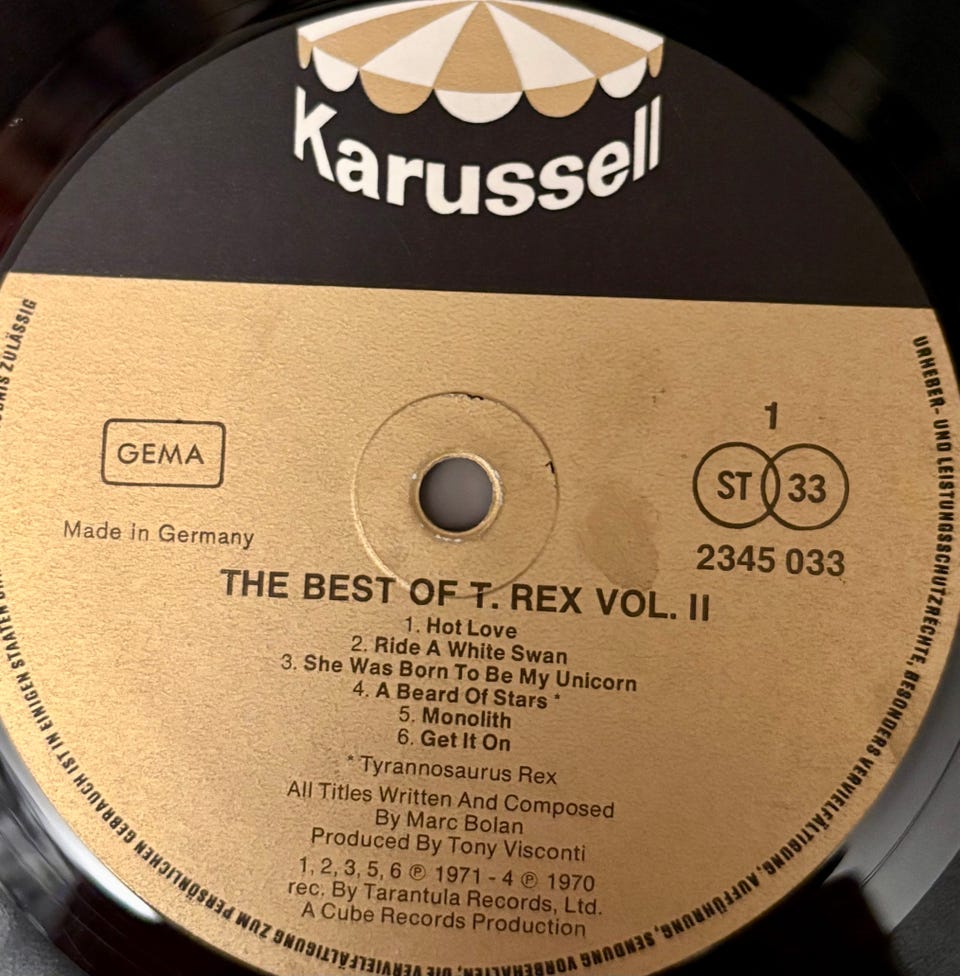 Karussell
GEMA
Made in Germany
1
ST 33
2345 033
THE BEST OF T. REX VOL. II
1. Hot Love
2. Ride A White Swan
3. She Was Born To Be My Unicorn
4. A Beard Of Stars *
5. Monolith
6. Get It On
* Tyrannosaurus Rex
All Titles Written And Composed
By Marc Bolan
Produced By Tony Visconti
1, 2, 3, 5, 6 ℗ 1971 - 4 ℗ 1970
rec. By Tarantula Records, Ltd.
A Cube Records Production
URHEBER- UND LEISTUNGSSCHUTZRECHTE, BESONDERS VERVIELFÄLTIGUNG, AUFFÜHRUNG, SENDUNG VORBEHALTEN, DIE VERVIELFÄLTIGUNG ZUM PERSÖNLICHEN GEBRAUCH IST IN EINIGEN STAATEN ZULÄSSIG